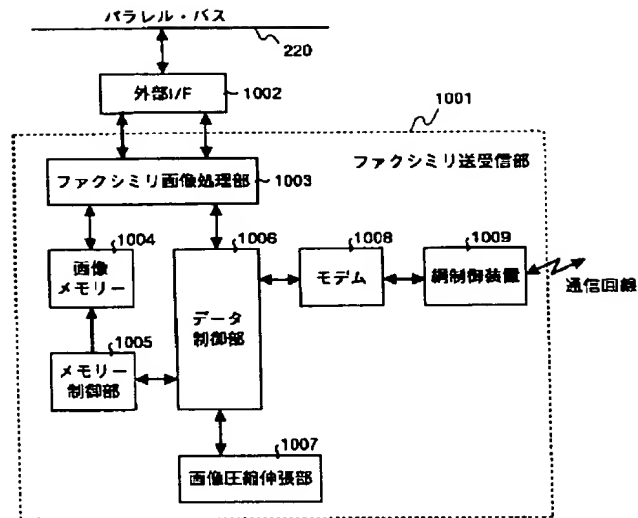 パラレル・バス
220
外部I/F
1002
1001
ファクシミリ送受信部
ファクシミリ画像処理部
1003
1004
画像
メモリー
1006
データ
制御部
1008
モデム
1009
網制御装置
通信回線
1005
メモリー
制御部
1007
画像圧縮伸張部